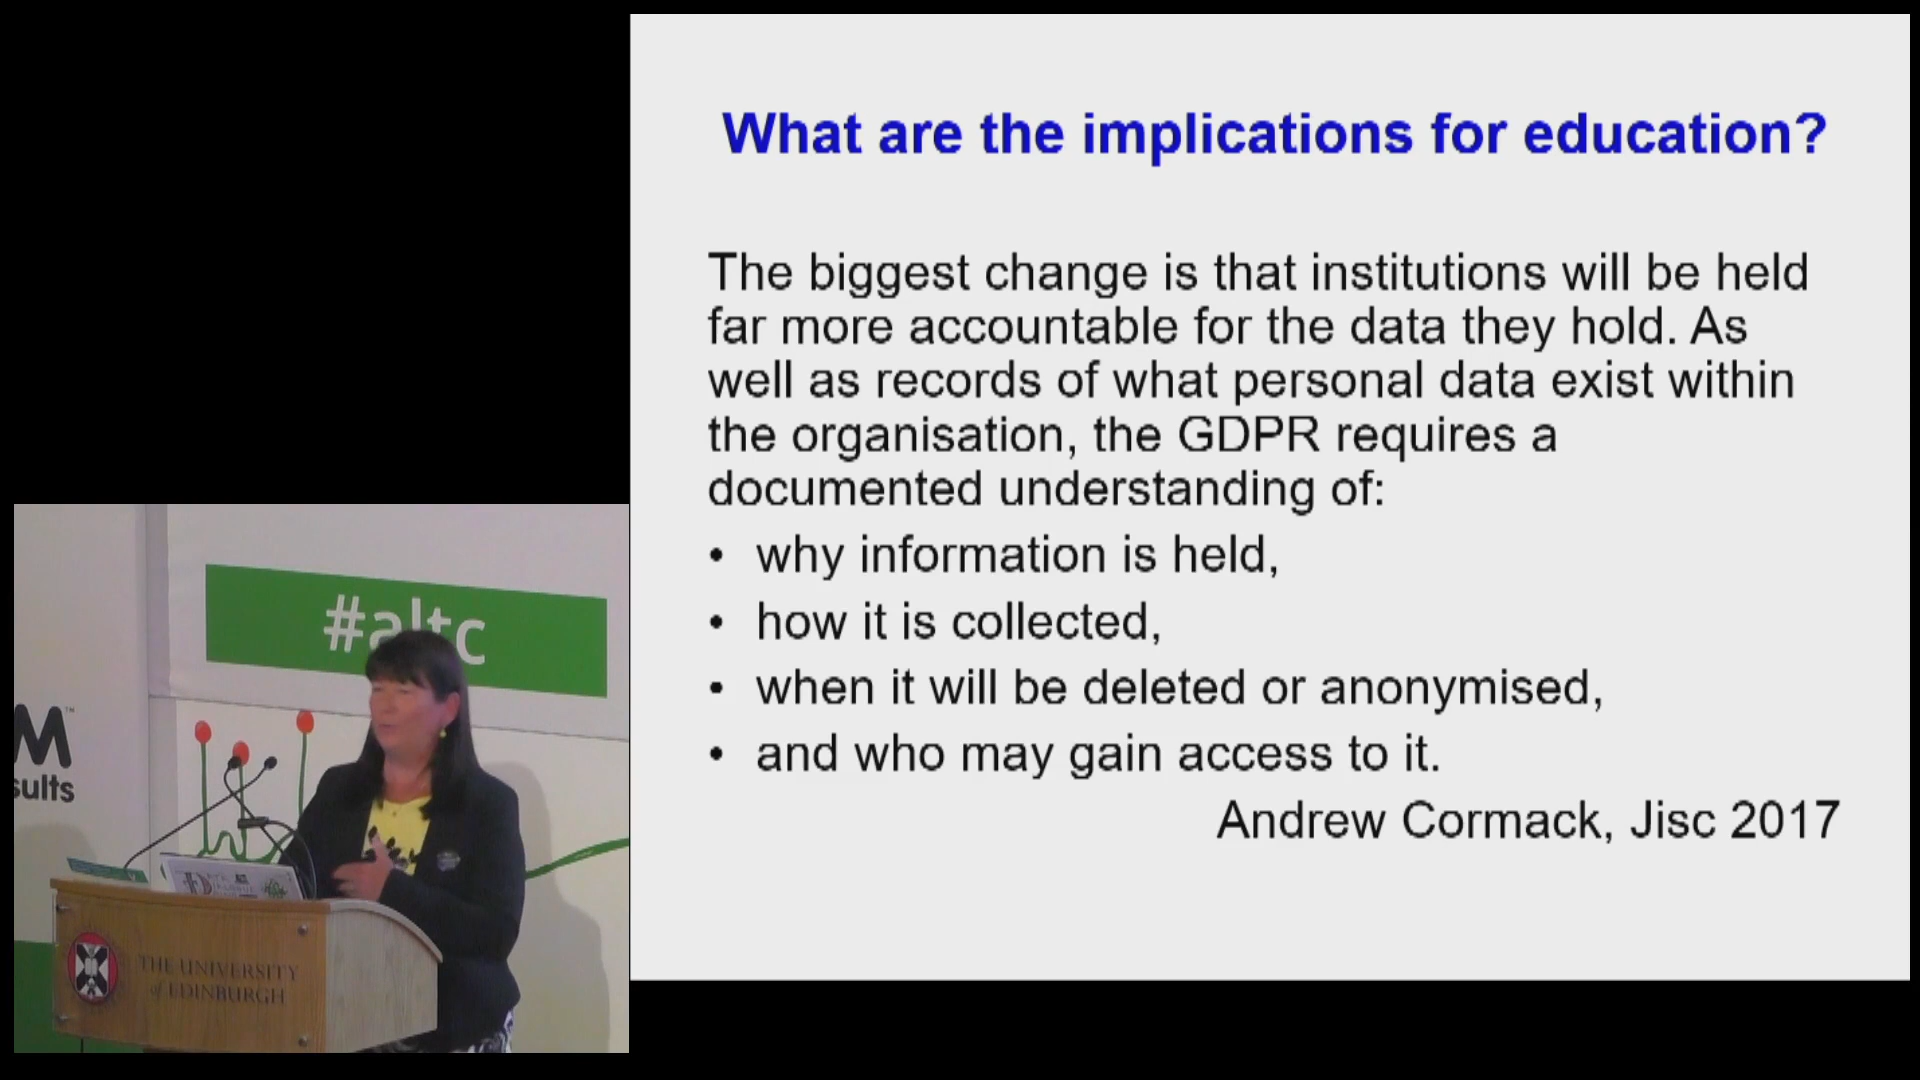 What are the implications for education?
The biggest change is that institutions will be held
far more accountable for the data they hold. As
well as records of what personal data exist within
the organisation, the GDPR requires a
documented understanding of:
• why information is held,
• how it is collected,
• when it will be deleted or anonymised,
• and who may gain access to it.
Andrew Cormack, Jisc 2017
#altc
M™
sults
THE UNIVERSITY
of EDINBURGH